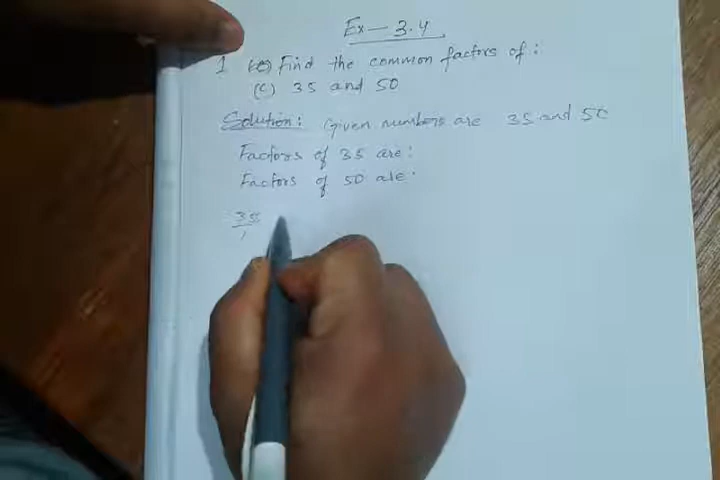 Ex - 3.4
1 (c) Find the common factors of :
(c) 35 and 50
Solution: Given numbers are 35 and 50
Factors of 35 are:
Factors of 50 are:
35
1